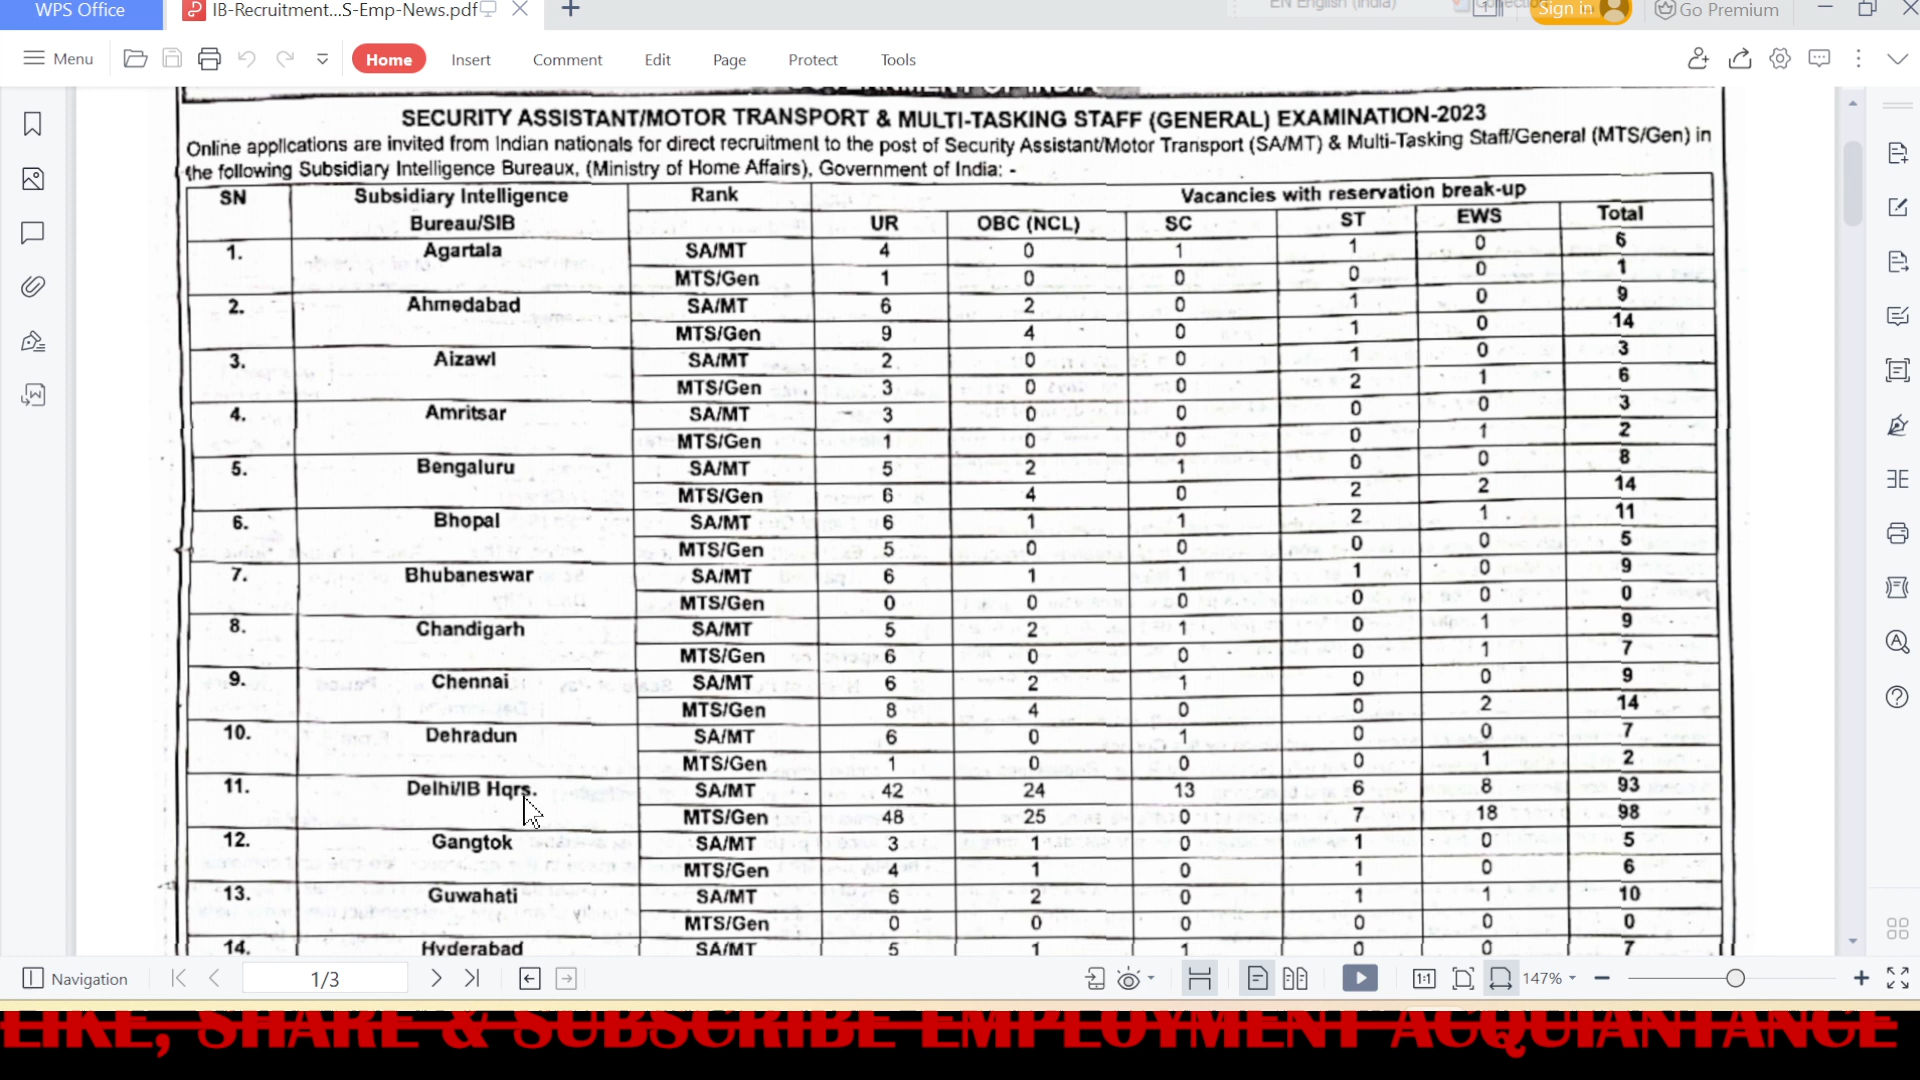 WPS Office IB-Recruitment...S-Emp-News.pdf EN English (India) Sign in Go Premium
Menu Home Insert Comment Edit Page Protect Tools
SECURITY ASSISTANT/MOTOR TRANSPORT & MULTI-TASKING STAFF (GENERAL) EXAMINATION-2023
Online applications are invited from Indian nationals for direct recruitment to the post of Security Assistant/Motor Transport (SA/MT) & Multi-Tasking Staff/General (MTS/Gen) in
the following Subsidiary Intelligence Bureaux, (Ministry of Home Affairs), Government of India: -
SN Subsidiary Intelligence Rank Vacancies with reservation break-up
Bureau/SIB UR OBC (NCL) SC ST EWS Total
1. Agartala SA/MT 4 0 1 1 0 6
MTS/Gen 1 0 0 0 0 1
2. Ahmedabad SA/MT 6 2 0 1 0 9
MTS/Gen 9 4 0 1 0 14
3. Aizawl SA/MT 2 0 0 1 0 3
MTS/Gen 3 0 0 2 1 6
4. Amritsar SA/MT 3 0 0 0 0 3
MTS/Gen 1 0 0 0 1 2
5. Bengaluru SA/MT 5 2 1 0 0 8
MTS/Gen 6 4 0 2 2 14
6. Bhopal SA/MT 6 1 1 2 1 11
MTS/Gen 5 0 0 0 0 5
7. Bhubaneswar SA/MT 6 1 1 1 0 9
MTS/Gen 0 0 0 0 0 0
8. Chandigarh SA/MT 5 2 1 0 1 9
MTS/Gen 6 0 0 0 1 7
9. Chennai SA/MT 6 2 1 0 0 9
MTS/Gen 8 4 0 0 2 14
10. Dehradun SA/MT 6 0 1 0 0 7
MTS/Gen 1 0 0 0 1 2
11. Delhi/IB Hqrs. SA/MT 42 24 13 6 8 93
MTS/Gen 48 25 0 7 18 98
12. Gangtok SA/MT 3 1 0 1 0 5
MTS/Gen 4 1 0 1 0 6
13. Guwahati SA/MT 6 2 0 1 1 10
MTS/Gen 0 0 0 0 0 0
14. Hyderabad SA/MT 5 1 1 0 0 7
Navigation 1/3 147%
LIKE, SHARE & SUBSCRIBE EMPLOYMENT ACQUIANTANCE